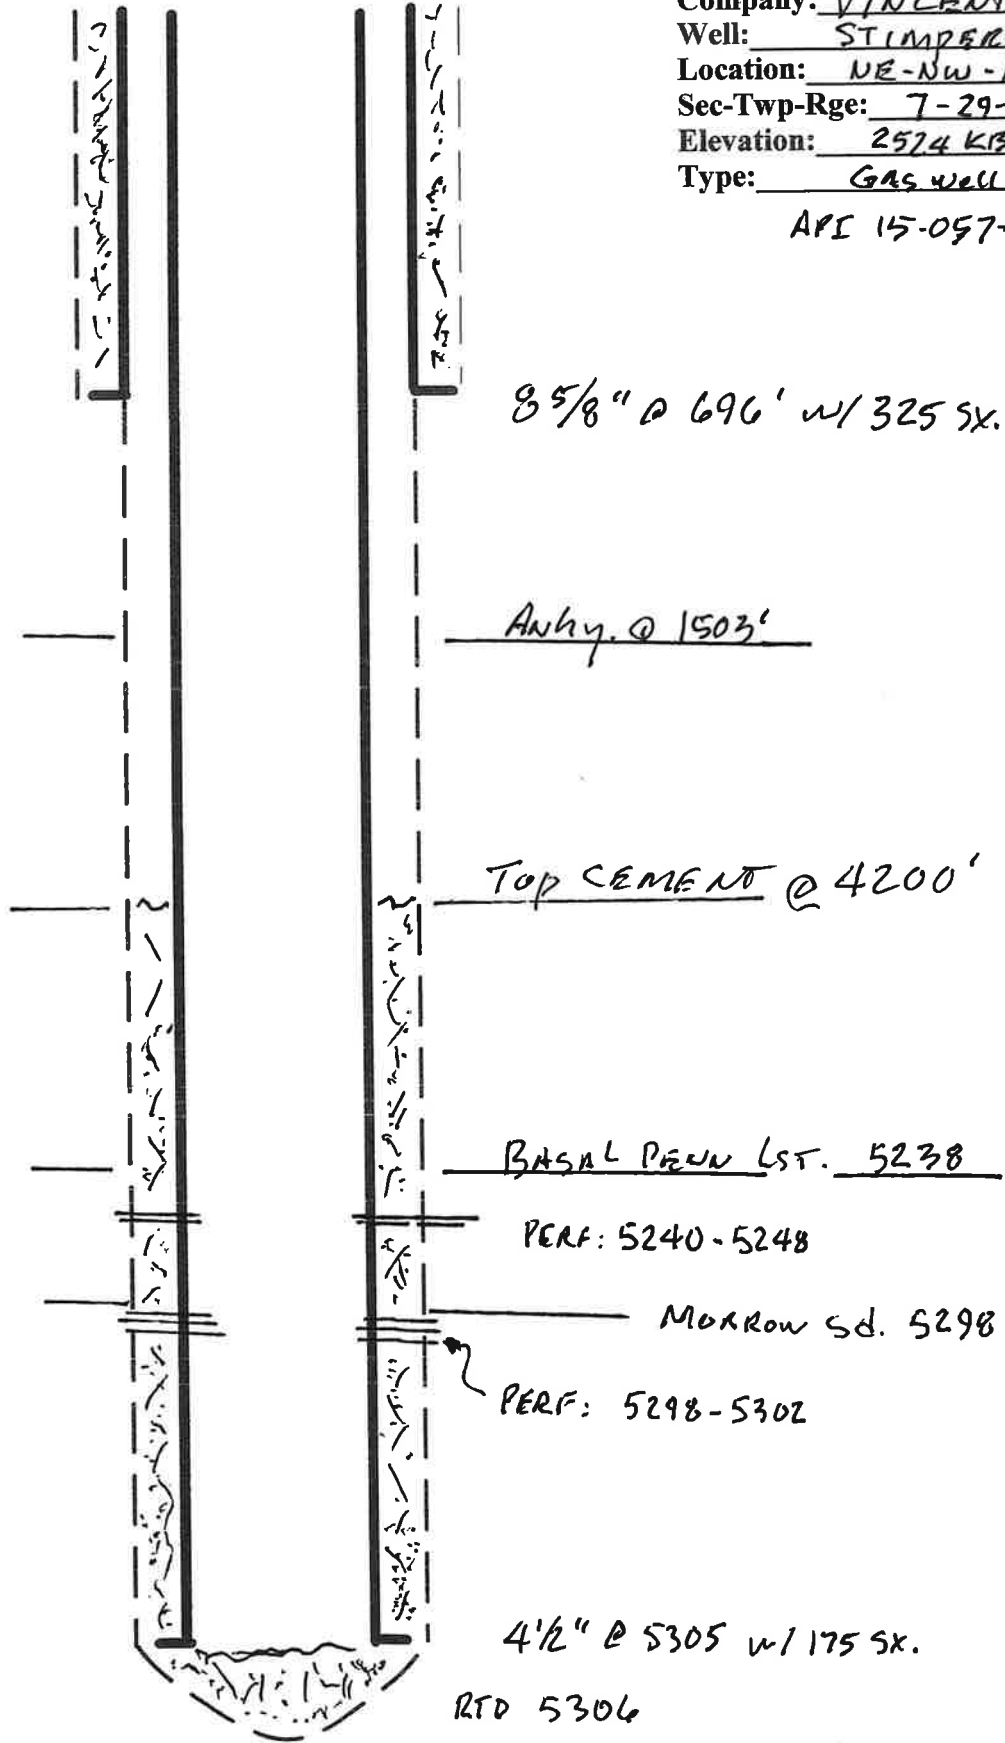 Company: VINCENT
Well: STIMPER
Location: NE-NW-
Sec-Twp-Rge: 7-29-
Elevation: 2524 KB
Type: GAS Well
API 15-057-
8 5/8" @ 696' w/ 325 SX.
Anhy. @ 1503'
Top CEMENT @ 4200'
BASAL PENN LST. 5238
PERF: 5240-5248
MORROW Sd. 5298
PERF: 5298-5302
4 1/2" @ 5305 w/ 175 SX.
RTD 5306